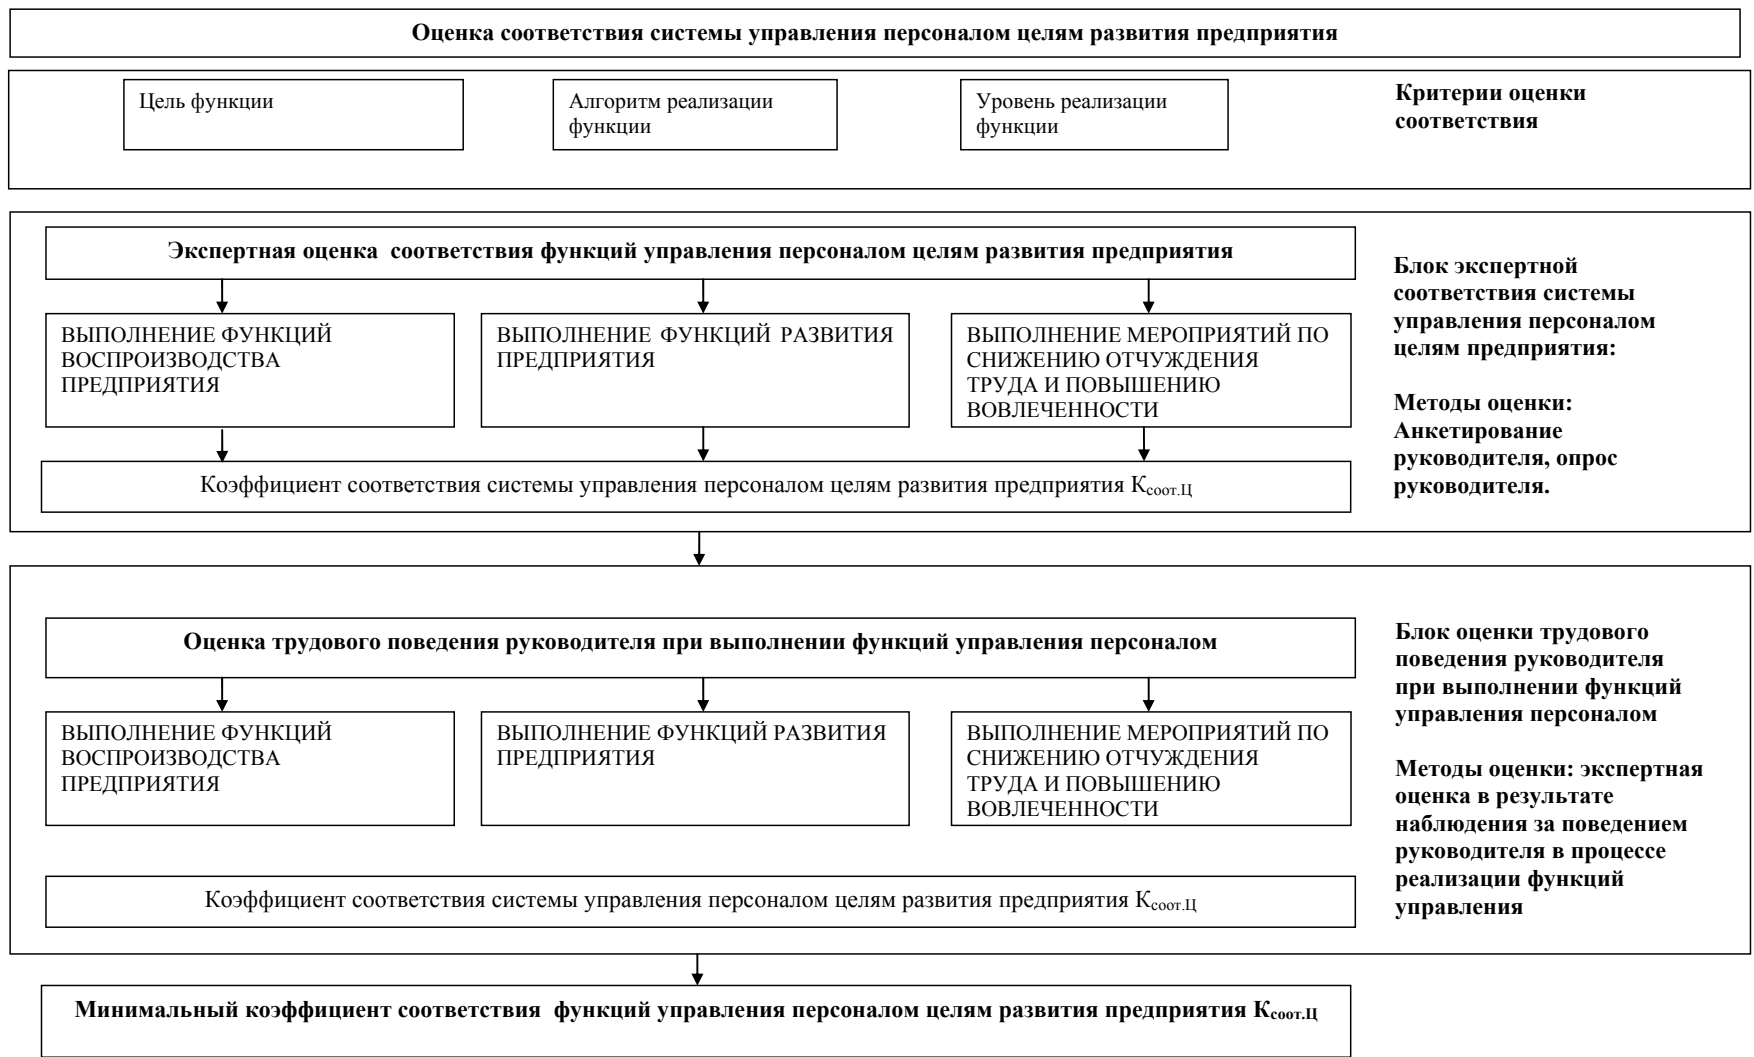 Оценка соответствия системы управления персоналом целям развития предприятия
Цель функции
Алгоритм реализации
функции
Уровень реализации
функции
Критерии оценки
соответствия
Экспертная оценка соответствия функций управления персоналом целям развития предприятия
ВЫПОЛНЕНИЕ ФУНКЦИЙ
ВОСПРОИЗВОДСТВА
ПРЕДПРИЯТИЯ
ВЫПОЛНЕНИЕ ФУНКЦИЙ РАЗВИТИЯ
ПРЕДПРИЯТИЯ
ВЫПОЛНЕНИЕ МЕРОПРИЯТИЙ ПО
СНИЖЕНИЮ ОТЧУЖДЕНИЯ
ТРУДА И ПОВЫШЕНИЮ
ВОВЛЕЧЕННОСТИ
Коэффициент соответствия системы управления персоналом целям развития предприятия Ксоот.Ц
Блок экспертной
соответствия системы
управления персоналом
целям предприятия:
Методы оценки:
Анкетирование
руководителя, опрос
руководителя.
Оценка трудового поведения руководителя при выполнении функций управления персоналом
ВЫПОЛНЕНИЕ ФУНКЦИЙ
ВОСПРОИЗВОДСТВА
ПРЕДПРИЯТИЯ
ВЫПОЛНЕНИЕ ФУНКЦИЙ РАЗВИТИЯ
ПРЕДПРИЯТИЯ
ВЫПОЛНЕНИЕ МЕРОПРИЯТИЙ ПО
СНИЖЕНИЮ ОТЧУЖДЕНИЯ
ТРУДА И ПОВЫШЕНИЮ
ВОВЛЕЧЕННОСТИ
Коэффициент соответствия системы управления персоналом целям развития предприятия Ксоот.Ц
Блок оценки трудового
поведения руководителя
при выполнении функций
управления персоналом
Методы оценки: экспертная
оценка в результате
наблюдения за поведением
руководителя в процессе
реализации функций
управления
Минимальный коэффициент соответствия функций управления персоналом целям развития предприятия Ксоот.Ц